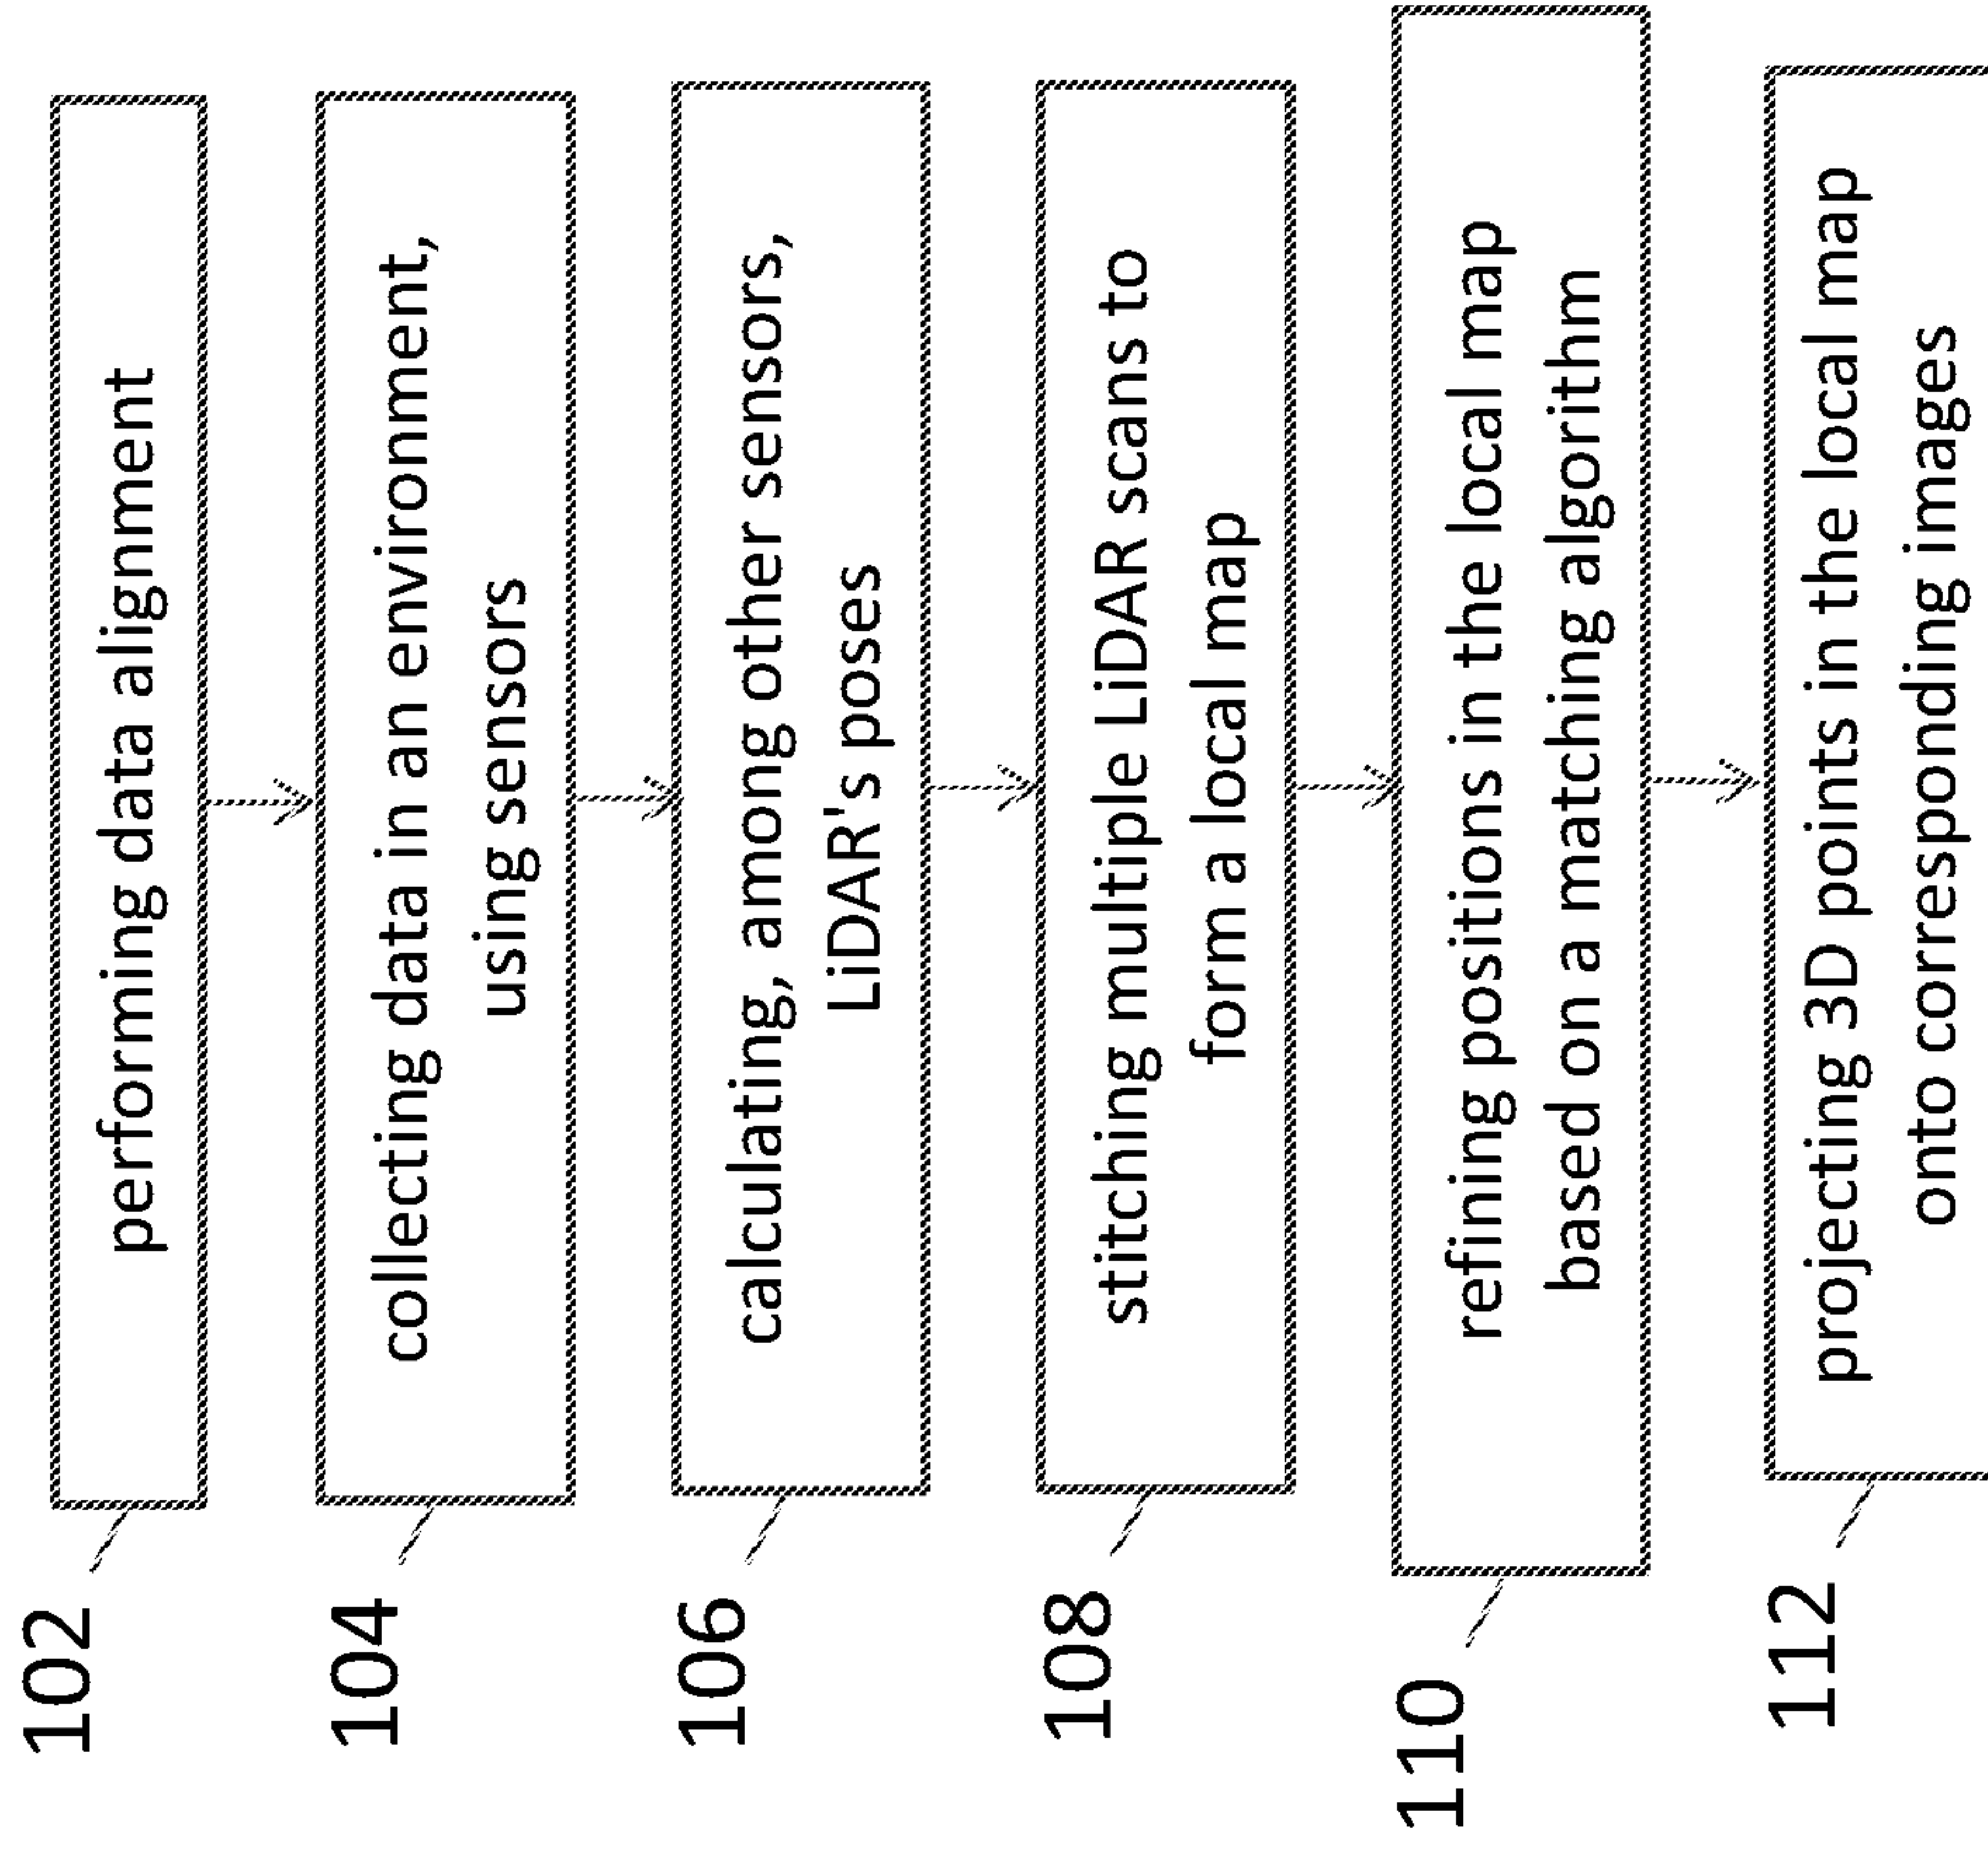 102
performing data alignment
104
collecting data in an environment,
using sensors
106
calculating, among other sensors,
LiDAR's poses
108
stitching multiple LiDAR scans to
form a local map
110
refining positions in the local map
based on a matching algorithm
112
projecting 3D points in the local map
onto corresponding images